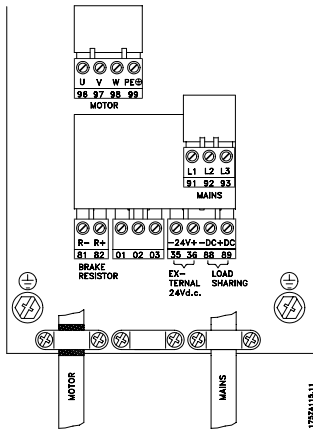 U V W PE
96 97 98 99
MOTOR
L1 L2 L3
91 92 93
MAINS
R- R+ -24V+ -DC+DC
81 82 01 02 03 35 36 88 89
BRAKE
RESISTOR
EX-
TERNAL
24Vd.c.
LOAD
SHARING
MOTOR
MAINS
175ZA115.11